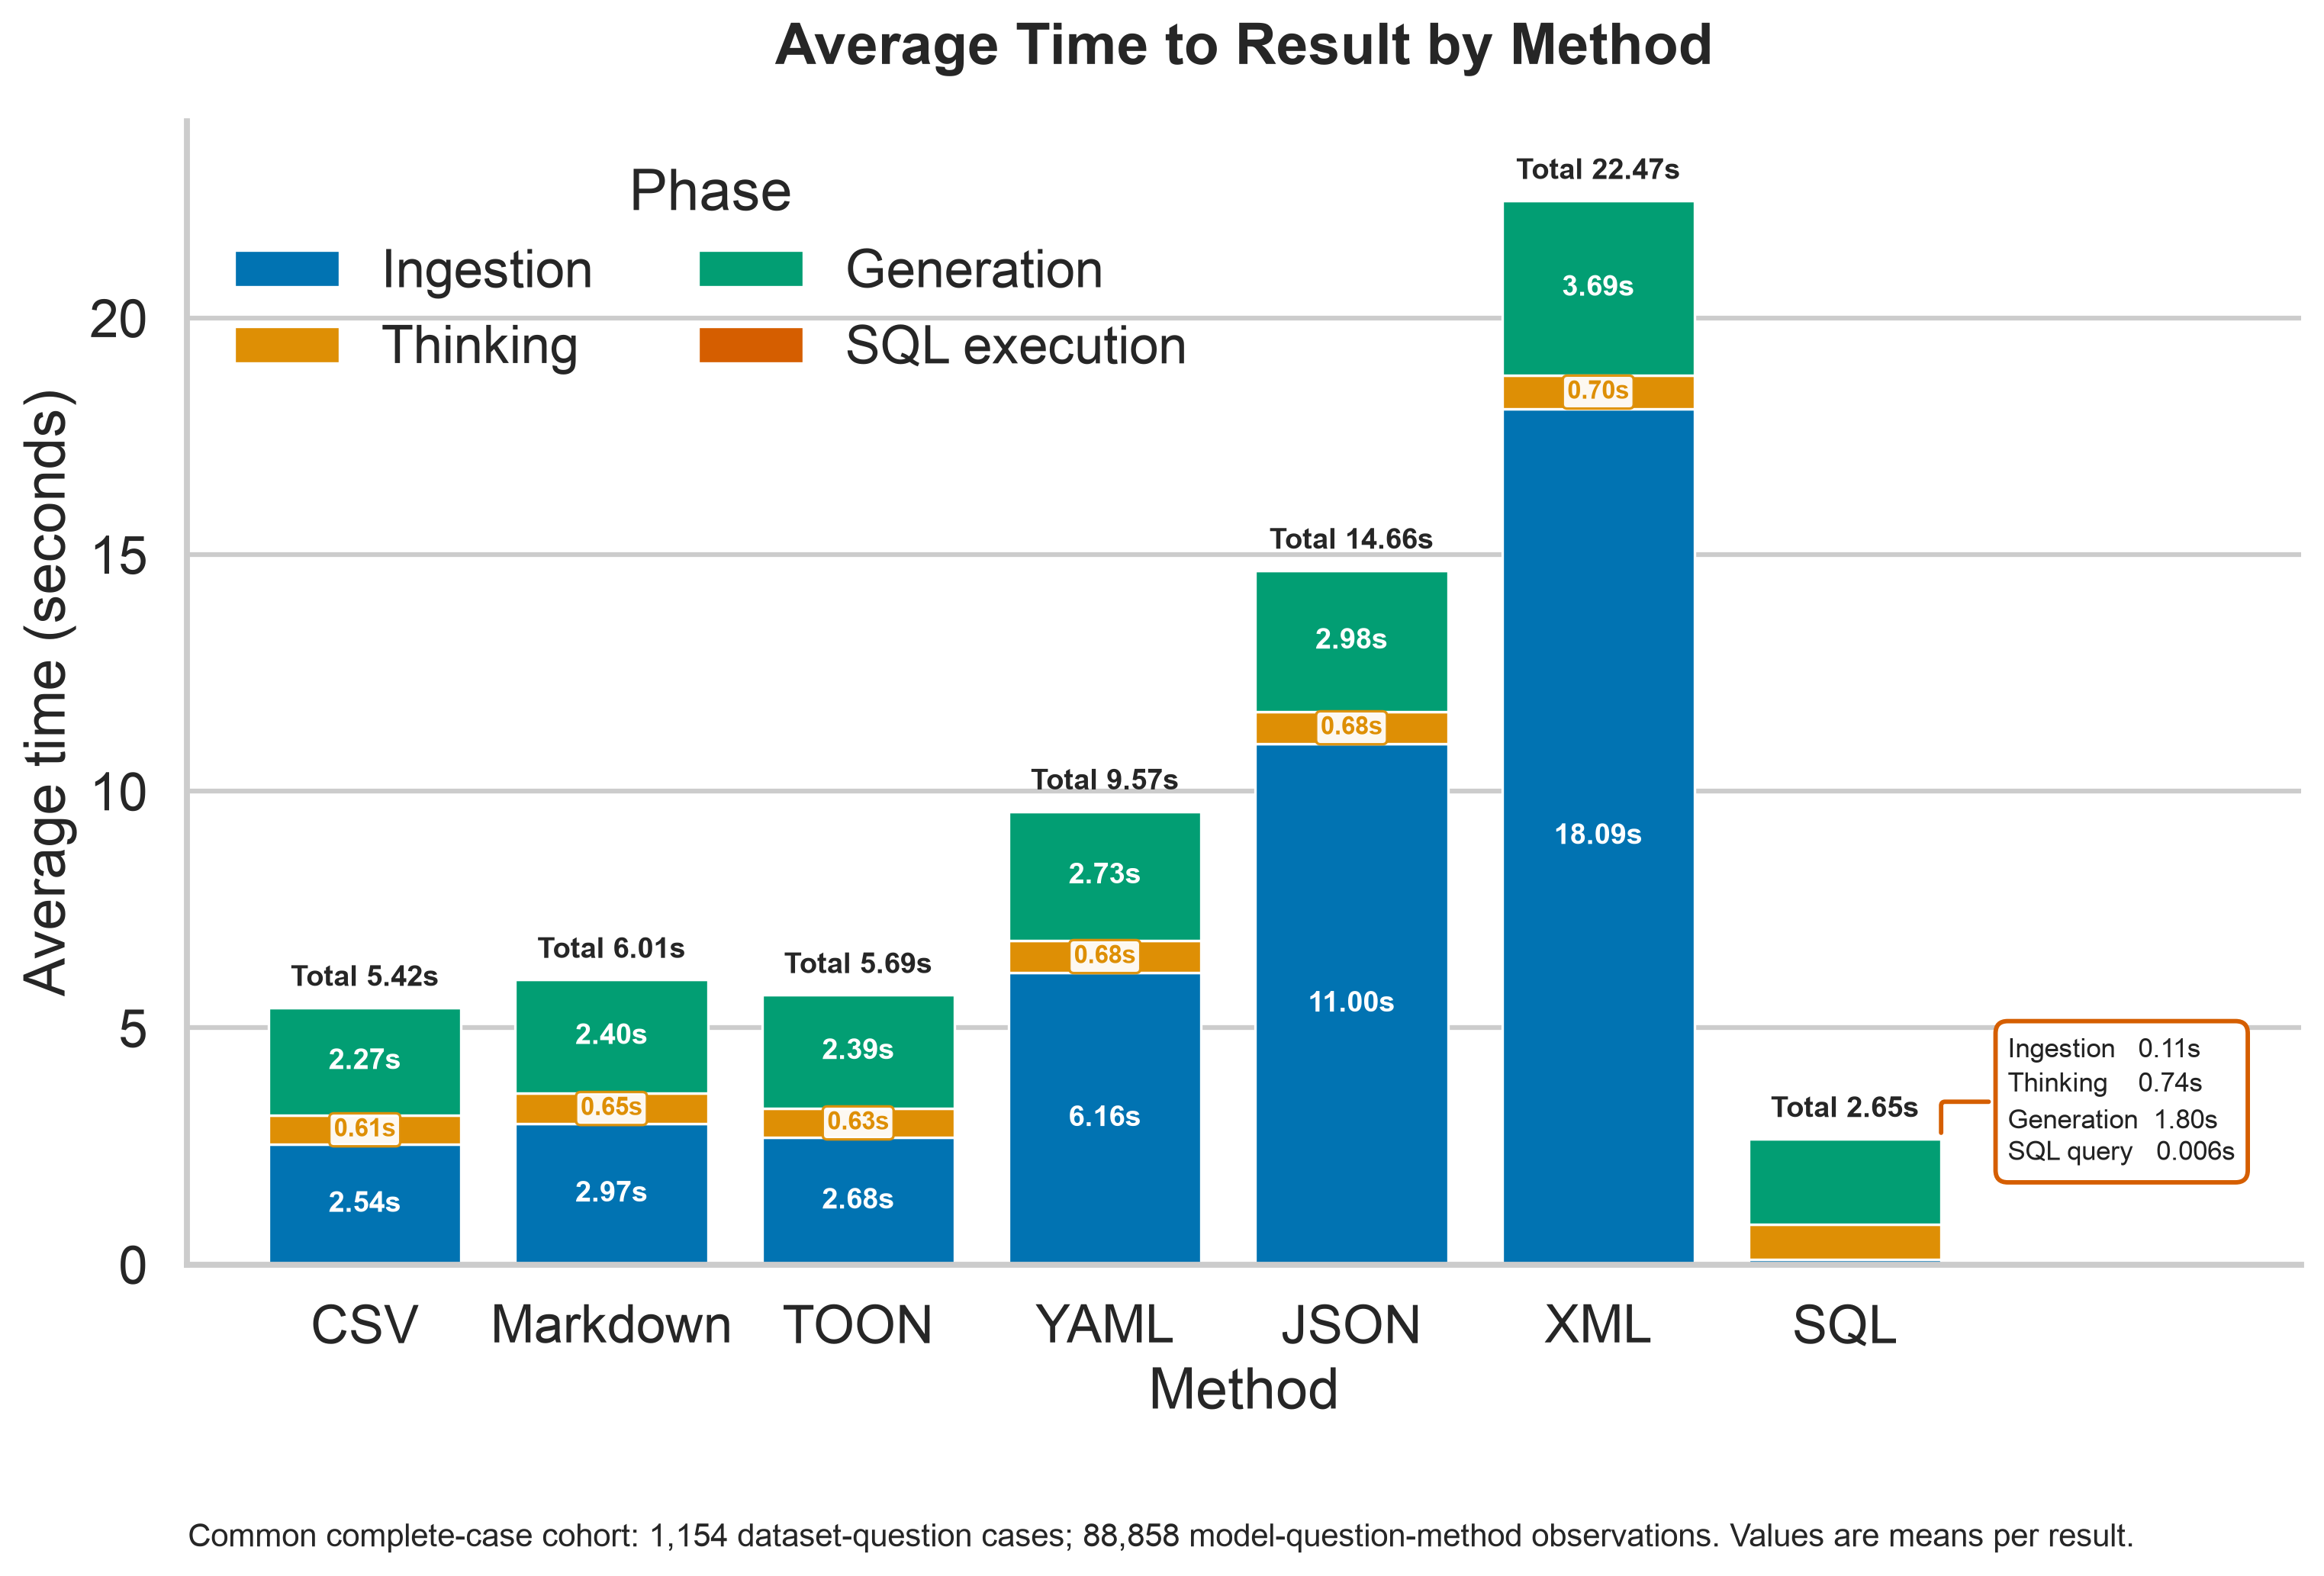 Average Time to Result by Method
Phase
Ingestion
Generation
Thinking
SQL execution
Average time (seconds)
20
15
10
5
0
Total 5.42s
2.27s
0.61s
2.54s
Total 6.01s
2.40s
0.65s
2.97s
Total 5.69s
2.39s
0.63s
2.68s
Total 9.57s
2.73s
0.68s
6.16s
Total 14.66s
2.98s
0.68s
11.00s
Total 22.47s
3.69s
0.70s
18.09s
Total 2.65s
Ingestion 0.11s
Thinking 0.74s
Generation 1.80s
SQL query 0.006s
CSV Markdown TOON YAML JSON XML SQL
Method
Common complete-case cohort: 1,154 dataset-question cases; 88,858 model-question-method observations. Values are means per result.